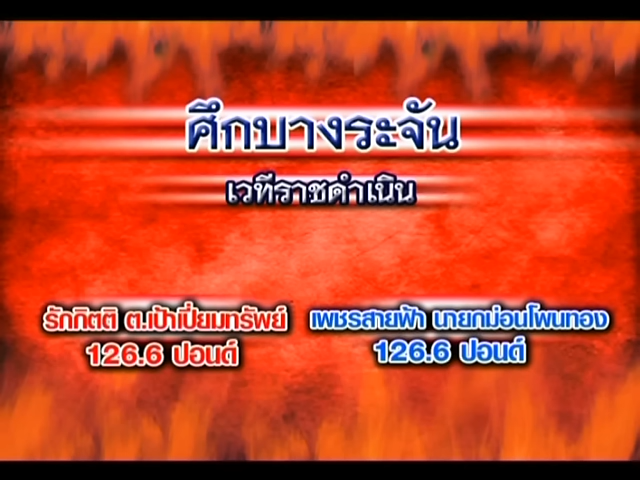 ศึกบางระจัน
เวทีราชดำเนิน
รักกิตติ ต.เป้าเปี่ยมทรัพย์
126.6 ปอนด์
เพชรสายฟ้า นายกม่อนโพนทอง
126.6 ปอนด์